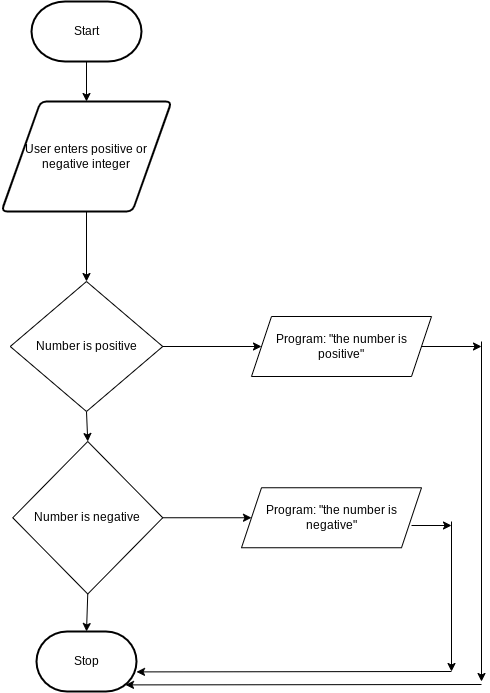 Start
User enters positive or
negative integer
Number is positive
Program: "the number is
positive"
Number is negative
Program: "the number is
negative"
Stop